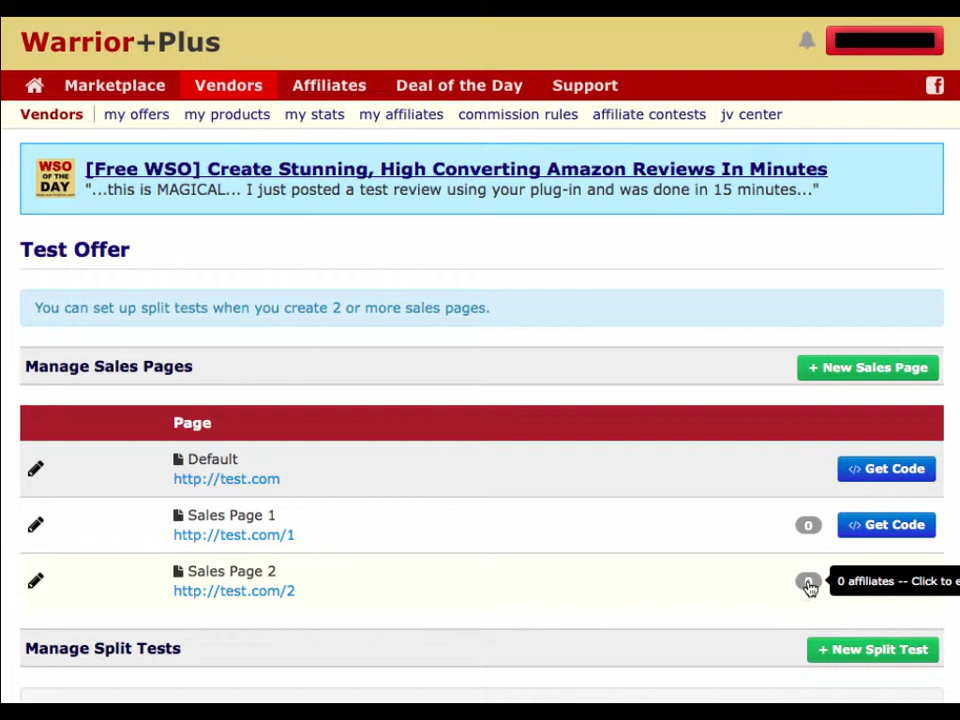 Warrior+Plus
Marketplace Vendors Affiliates Deal of the Day Support
Vendors my offers my products my stats my affiliates commission rules affiliate contests jv center
WSO OF THE DAY
[Free WSO] Create Stunning, High Converting Amazon Reviews In Minutes
"...this is MAGICAL... I just posted a test review using your plug-in and was done in 15 minutes..."
Test Offer
You can set up split tests when you create 2 or more sales pages.
Manage Sales Pages + New Sales Page
Page
Default
http://test.com
</> Get Code
Sales Page 1
http://test.com/1
0 </> Get Code
Sales Page 2
http://test.com/2
0 affiliates -- Click to e
Manage Split Tests + New Split Test